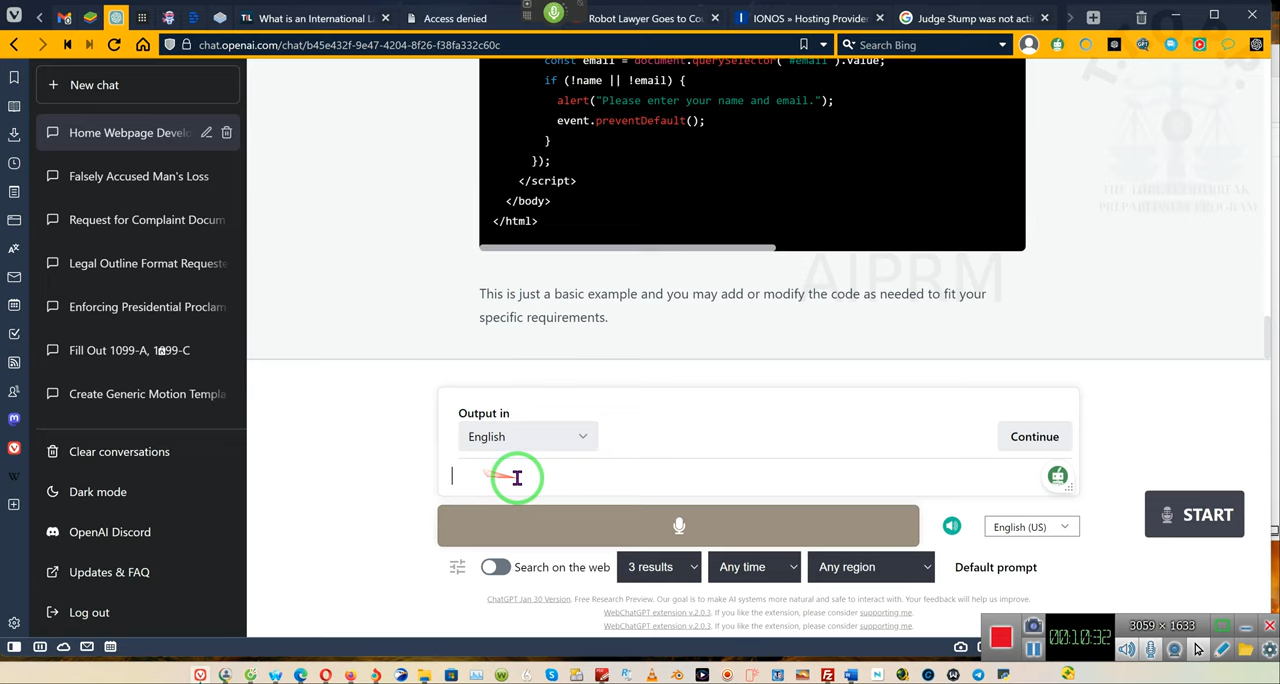 What is an International L
Access denied
Robot Lawyer Goes to Cou
IONOS » Hosting Provider
Judge Stump was not acti
chat.openai.com/chat/b45e432f-9e47-4204-8f26-f38fa332c60c
Search Bing
New chat
Home Webpage Develo
Falsely Accused Man's Loss
Request for Complaint Docum
Legal Outline Format Requeste
Enforcing Presidential Proclam
Fill Out 1099-A, 1099-C
Create Generic Motion Templa
Clear conversations
Dark mode
OpenAI Discord
Updates & FAQ
Log out
const email = document.querySelector("#email").value;
if (!name || !email) {
alert("Please enter your name and email.");
event.preventDefault();
}
});
</script>
</body>
</html>
AIPRM
This is just a basic example and you may add or modify the code as needed to fit your
specific requirements.
Output in
English
Continue
English (US)
START
Search on the web
3 results
Any time
Any region
Default prompt
ChatGPT Jan 30 Version. Free Research Preview. Our goal is to make AI systems more natural and safe to interact with. Your feedback will help us improve.
WebChatGPT extension v.2.0.3. If you like the extension, please consider supporting me.
WebChatGPT extension v.2.0.3. If you like the extension, please consider supporting me.
3059 × 1633
00:10:32